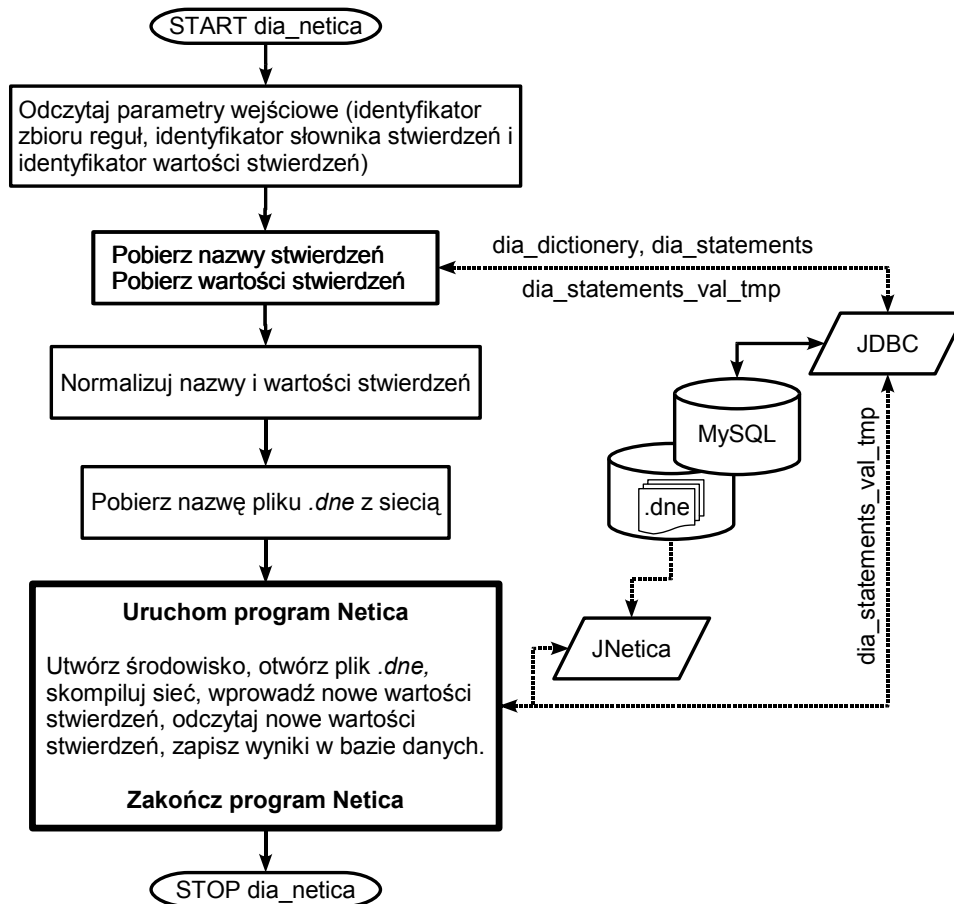 START dia_netica
Odczytaj parametry wejściowe (identyfikator
zbioru reguł, identyfikator słownika stwierdzeń i
identyfikator wartości stwierdzeń)
Pobierz nazwy stwierdzeń
Pobierz wartości stwierdzeń
dia_dictionery, dia_statements
dia_statements_val_tmp
JDBC
Normalizuj nazwy i wartości stwierdzeń
MySQL
.dne
dia_statements_val_tmp
Pobierz nazwę pliku .dne z siecią
Uruchom program Netica
JNetica
Utwórz środowisko, otwórz plik .dne,
skompiluj sieć, wprowadź nowe wartości
stwierdzeń, odczytaj nowe wartości
stwierdzeń, zapisz wyniki w bazie danych.
Zakończ program Netica
STOP dia_netica